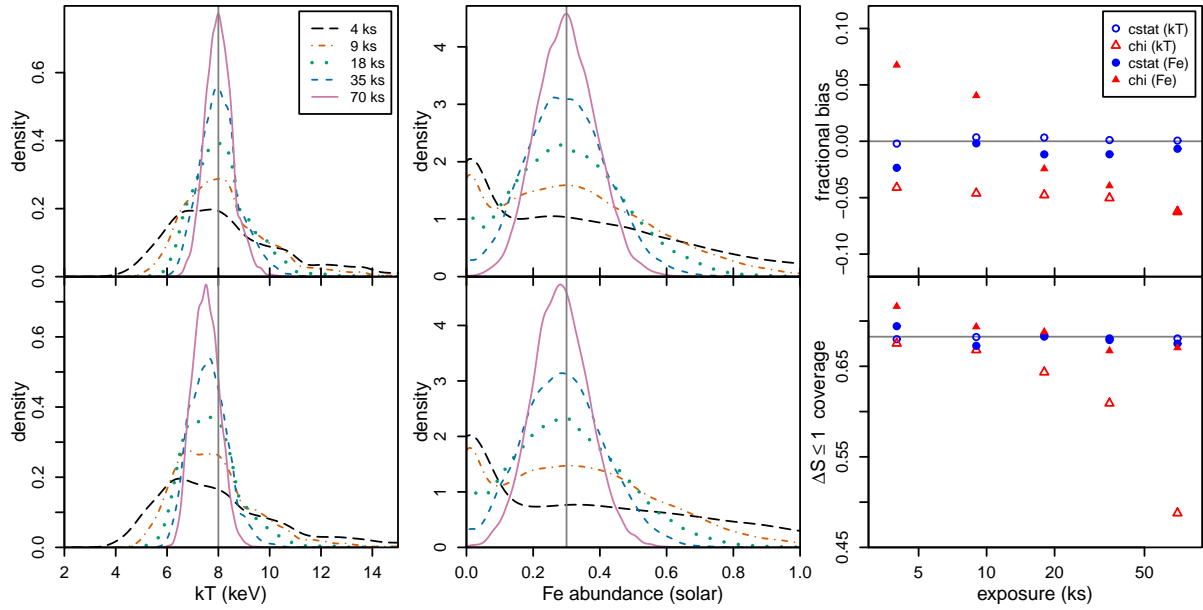 density
0.0 0.2 0.4 0.6
4 ks
9 ks
18 ks
35 ks
70 ks
density
0 1 2 3 4
fractional bias
−0.10 −0.05 0.00 0.05 0.10
cstat (kT)
chi (kT)
cstat (Fe)
chi (Fe)
density
0.0 0.2 0.4 0.6
2 4 6 8 10 12 14
kT (keV)
density
0 1 2 3 4
0.0 0.2 0.4 0.6 0.8 1.0
Fe abundance (solar)
ΔS ≤ 1 coverage
0.45 0.55 0.65
5 10 20 50
exposure (ks)